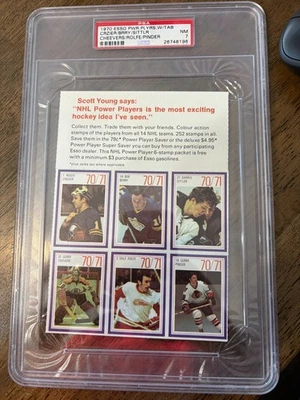 PSA
1970 ESSO PWR PLYRS,W/TAB
CRZIER/BRRY/SITTLR
CHEEVERS/ROLFE/PINDER
NM
7
26748196
Scott Young says:
"NHL Power Players is the most exciting
hockey idea I've seen."
Collect them. Trade them with your friends. Colour action
stamps of the players from all 14 NHL teams. 252 stamps in all.
Save them in the 79¢* Power Player Saver or the deluxe $4.95*
Power Player Super Saver you can buy from any participating
Esso dealer. This NHL Power Player 6-stamp packet is free
with a minimum $3 purchase of Esso gasolines.
70/71
70/71
70/71
70/71
70/71
70/71